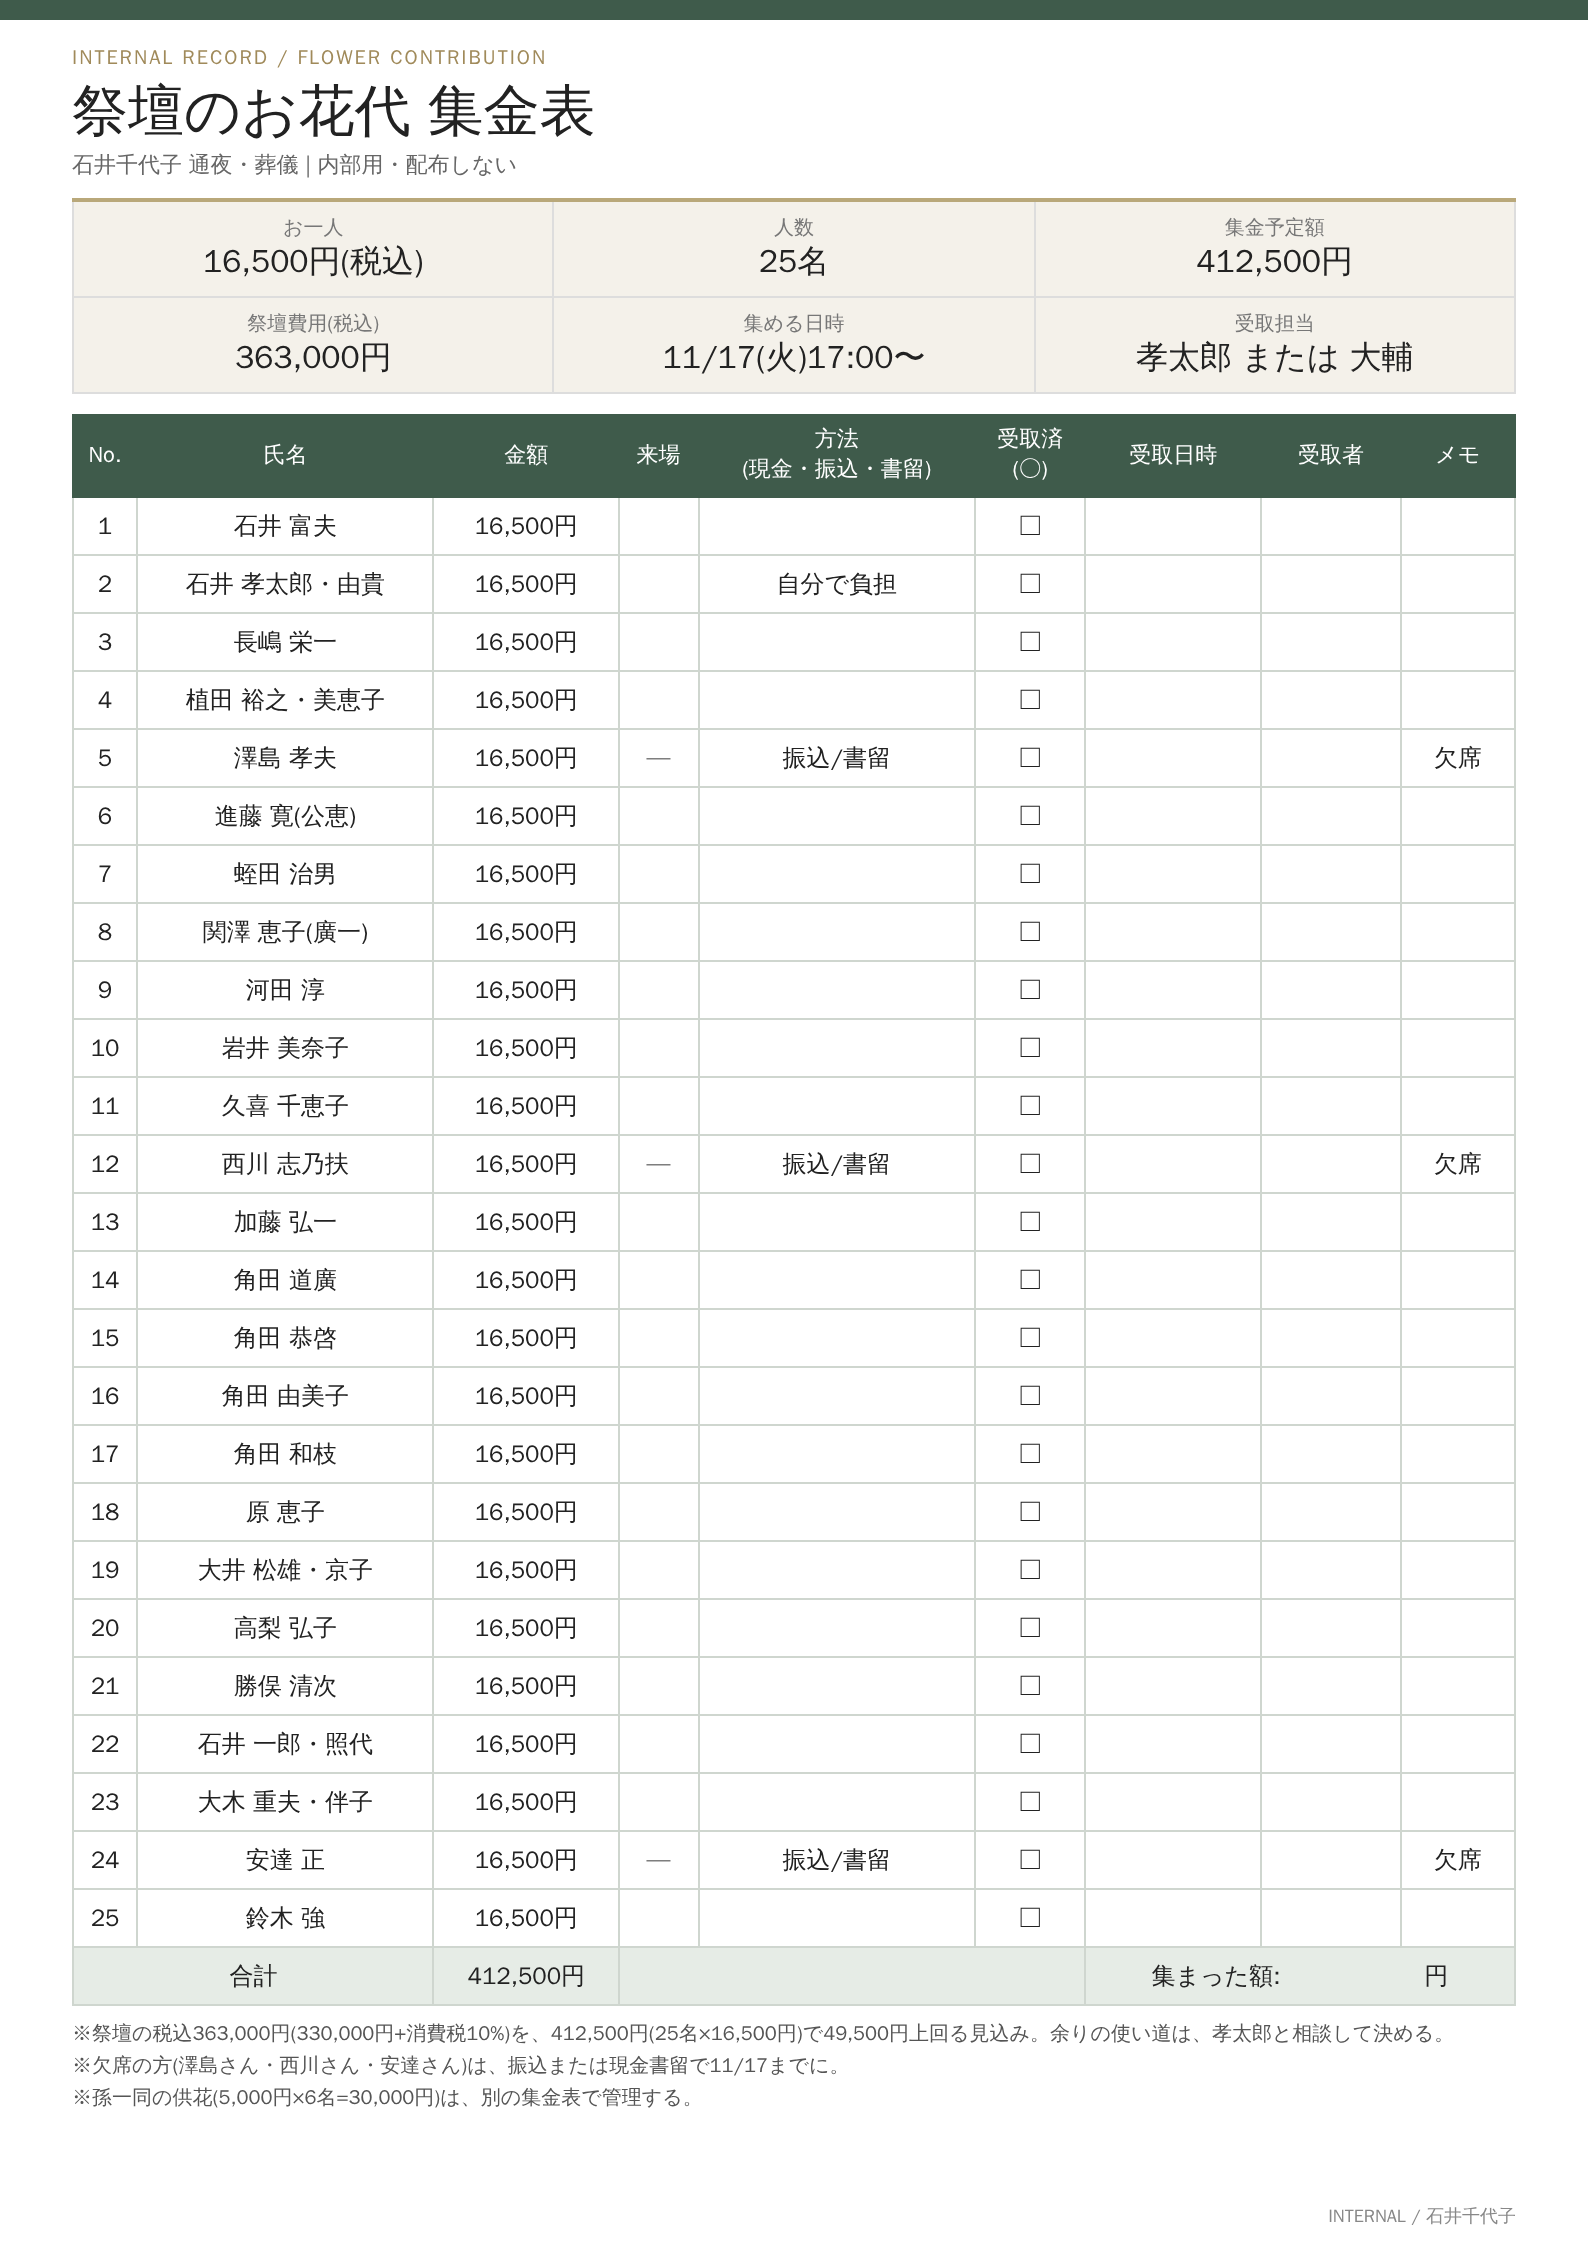 INTERNAL RECORD / FLOWER CONTRIBUTION
祭壇のお花代 集金表
石井千代子 通夜・葬儀 | 内部用・配布しない
お一人 人数 集金予定額
16,500円(税込) 25名 412,500円
祭壇費用(税込) 集める日時 受取担当
363,000円 11/17(火)17:00〜 孝太郎 または 大輔
No. 氏名 金額 来場 方法 (現金・振込・書留) 受取済 (〇) 受取日時 受取者 メモ
1 石井 富夫 16,500円 □
2 石井 孝太郎・由貴 16,500円 自分で負担 □
3 長嶋 栄一 16,500円 □
4 植田 裕之・美恵子 16,500円 □
5 澤島 孝夫 16,500円 — 振込/書留 □ 欠席
6 進藤 寛(公恵) 16,500円 □
7 蛭田 治男 16,500円 □
8 関澤 恵子(廣一) 16,500円 □
9 河田 淳 16,500円 □
10 岩井 美奈子 16,500円 □
11 久喜 千恵子 16,500円 □
12 西川 志乃扶 16,500円 — 振込/書留 □ 欠席
13 加藤 弘一 16,500円 □
14 角田 道廣 16,500円 □
15 角田 恭啓 16,500円 □
16 角田 由美子 16,500円 □
17 角田 和枝 16,500円 □
18 原 恵子 16,500円 □
19 大井 松雄・京子 16,500円 □
20 高梨 弘子 16,500円 □
21 勝俣 清次 16,500円 □
22 石井 一郎・照代 16,500円 □
23 大木 重夫・伴子 16,500円 □
24 安達 正 16,500円 — 振込/書留 □ 欠席
25 鈴木 強 16,500円 □
合計 412,500円 集まった額: 円
※祭壇の税込363,000円(330,000円+消費税10%)を、412,500円(25名×16,500円)で49,500円上回る見込み。余りの使い道は、孝太郎と相談して決める。
※欠席の方(澤島さん・西川さん・安達さん)は、振込または現金書留で11/17までに。
※孫一同の供花(5,000円×6名=30,000円)は、別の集金表で管理する。
INTERNAL / 石井千代子